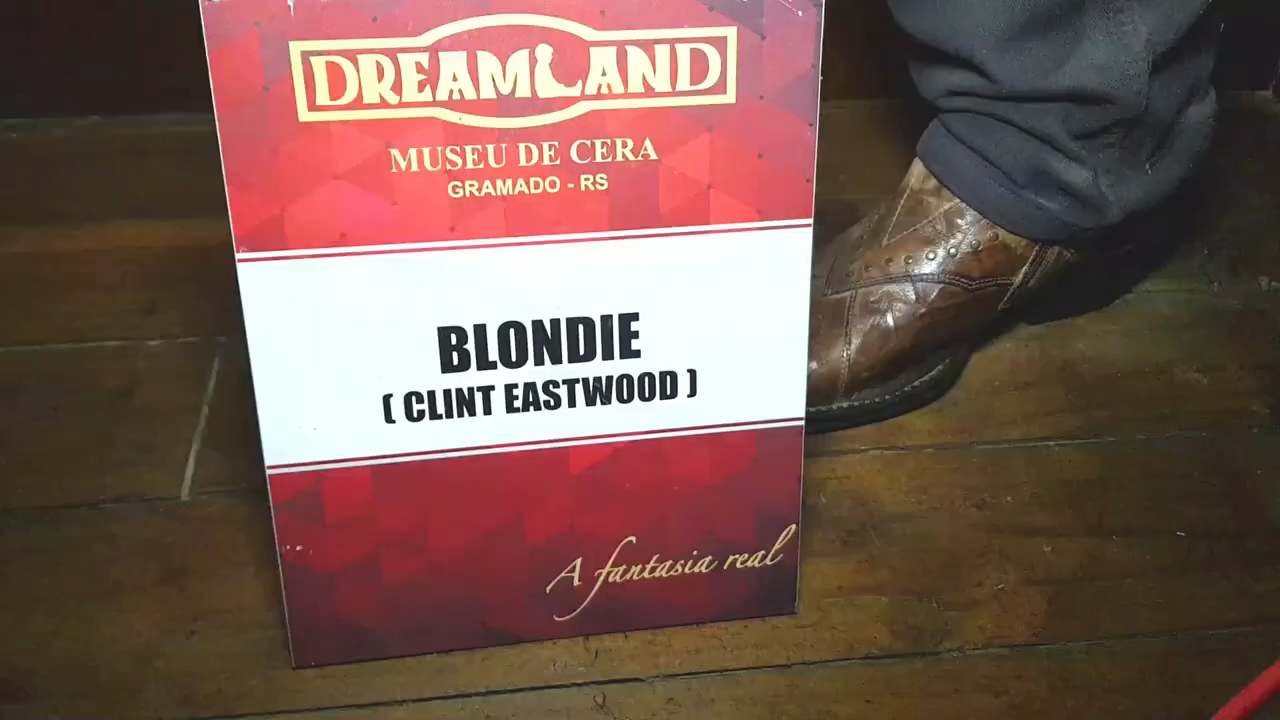 DREAMLAND
MUSEU DE CERA
GRAMADO - RS
BLONDIE
( CLINT EASTWOOD )
A fantasia real